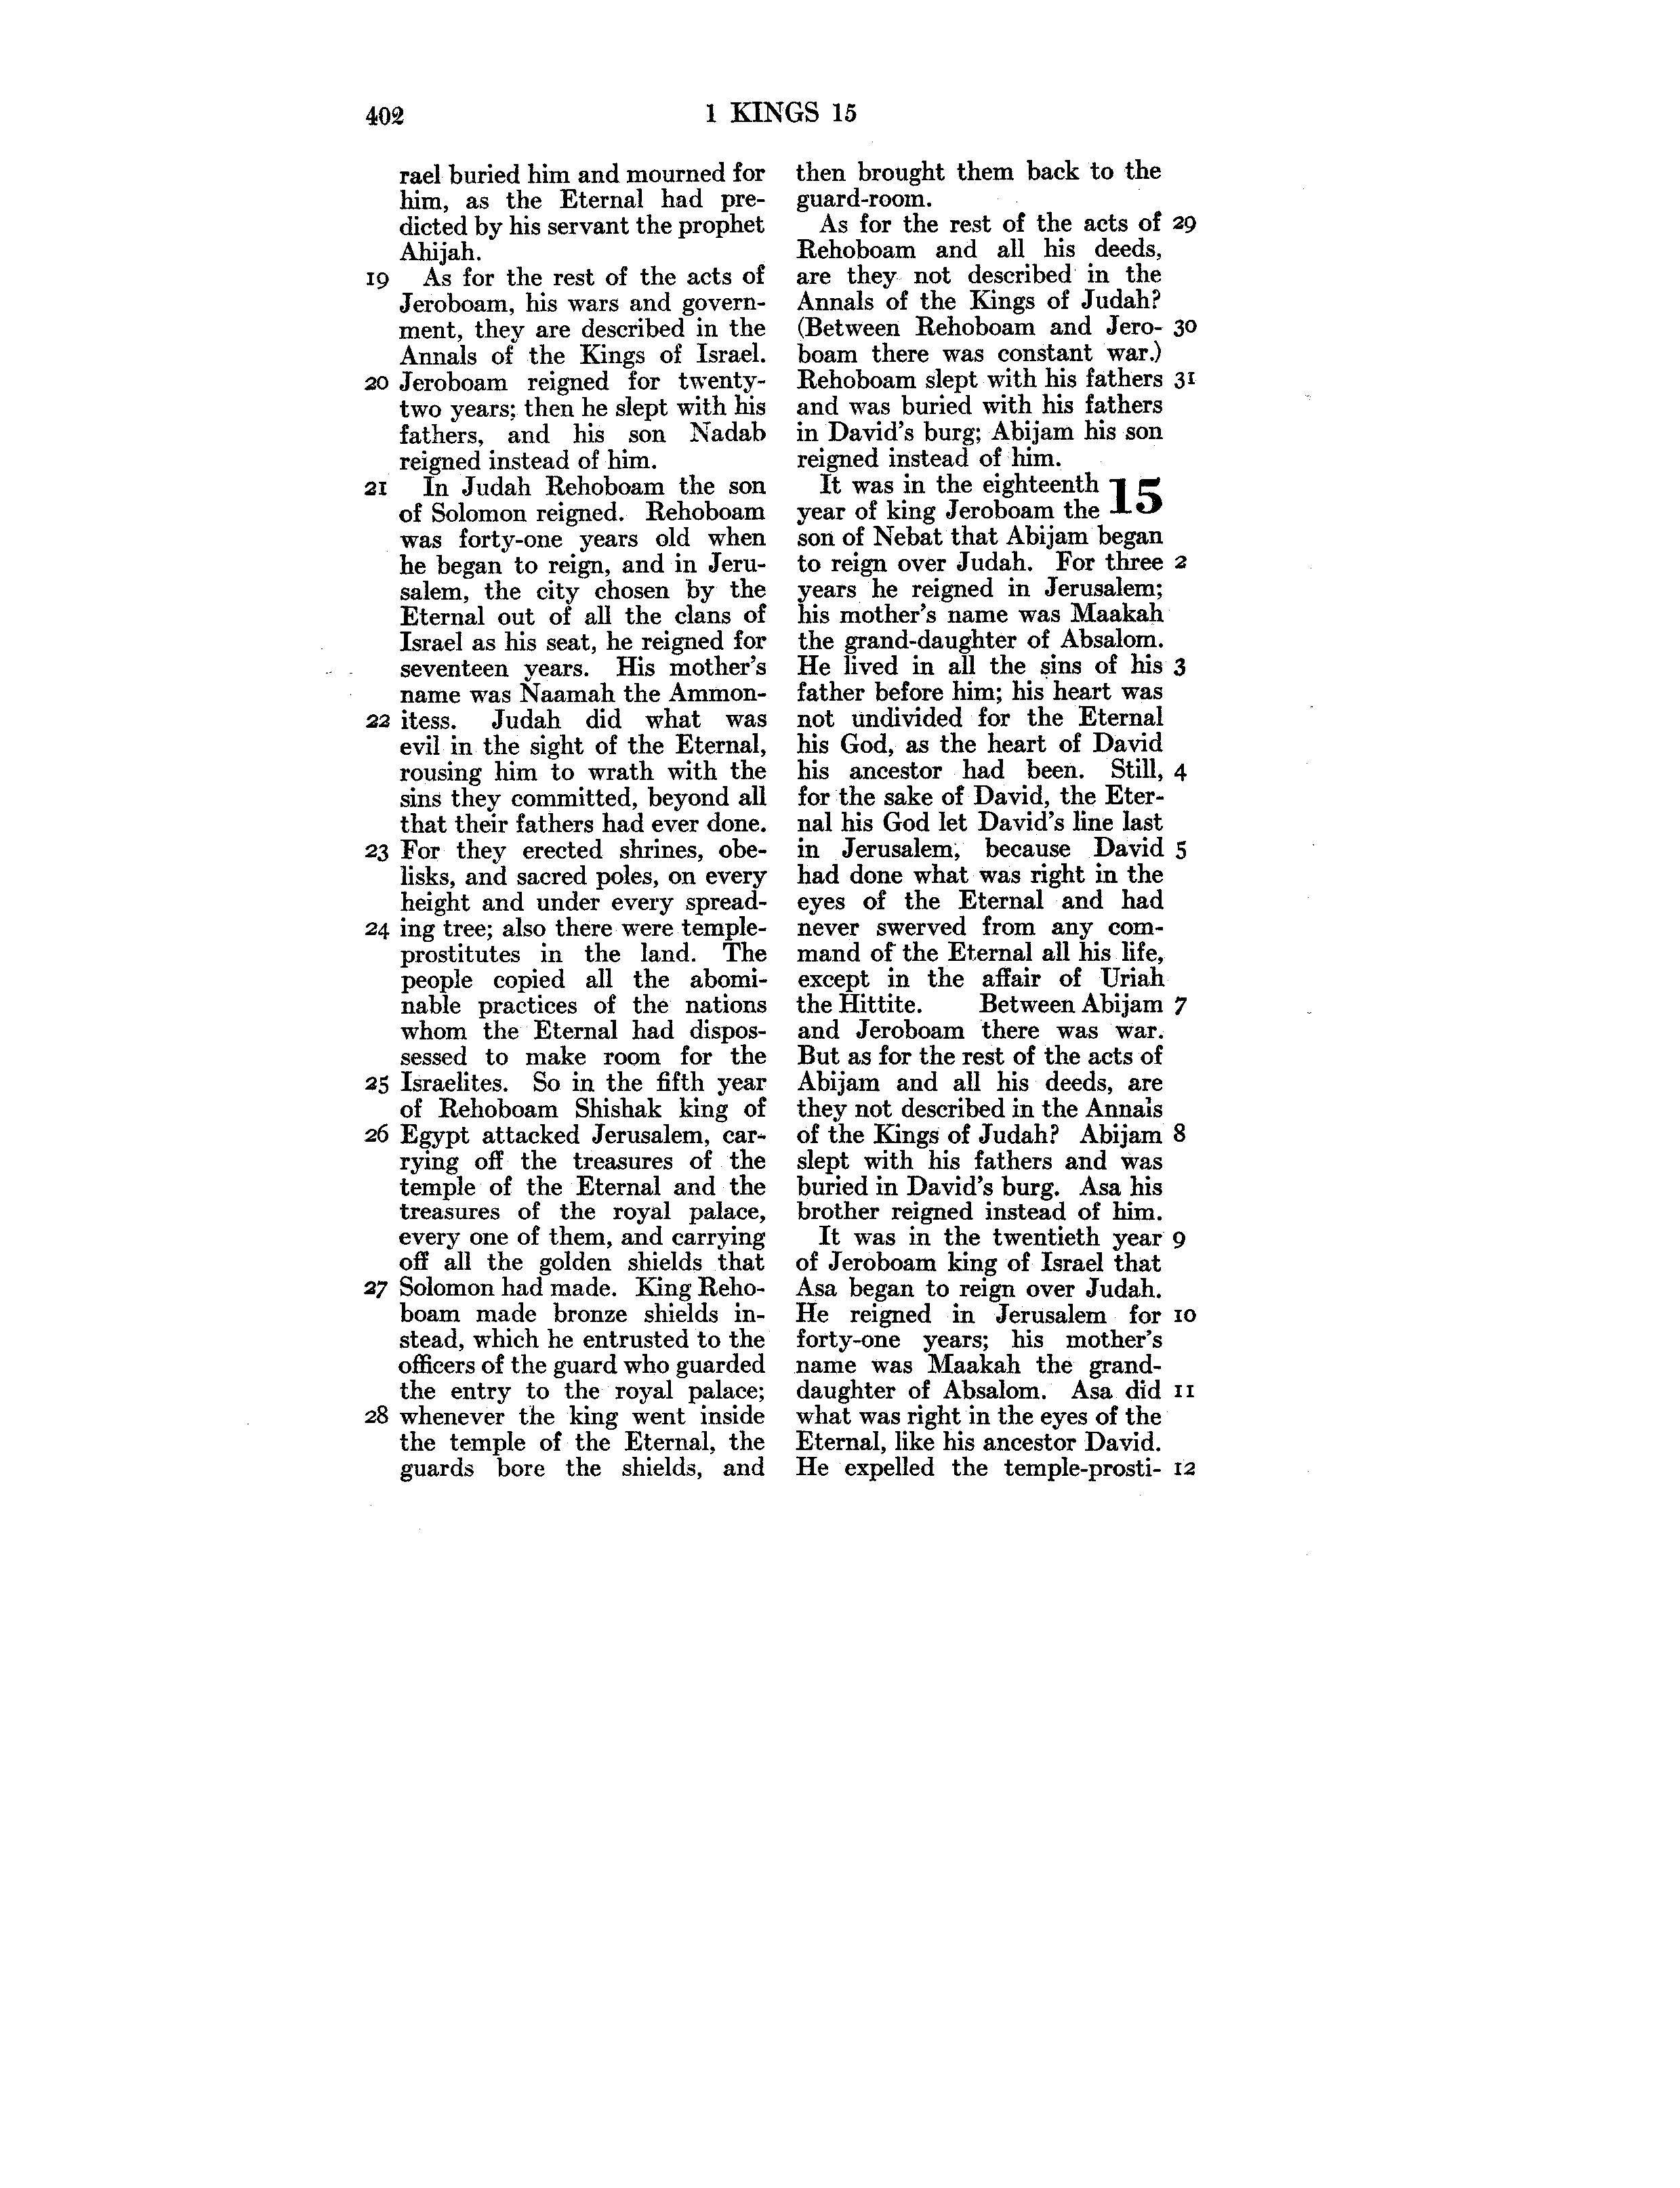 402
1 KINGS 15
rael buried him and mourned for
him, as the Eternal had pre-
dicted by his servant the prophet
Ahijah.
19 As for the rest of the acts of
Jeroboam, his wars and govern-
ment, they are described in the
Annals of the Kings of Israel.
20 Jeroboam reigned for twenty-
two years; then he slept with his
fathers, and his son Nadab
reigned instead of him.
21 In Judah Rehoboam the son
of Solomon reigned. Rehoboam
was forty-one years old when
he began to reign, and in Jeru-
salem, the city chosen by the
Eternal out of all the clans of
Israel as his seat, he reigned for
seventeen years. His mother's
name was Naamah the Ammon-
22 itess. Judah did what was
evil in the sight of the Eternal,
rousing him to wrath with the
sins they committed, beyond all
that their fathers had ever done.
23 For they erected shrines, obe-
lisks, and sacred poles, on every
height and under every spread-
24 ing tree; also there were temple-
prostitutes in the land. The
people copied all the abomi-
nable practices of the nations
whom the Eternal had dispos-
sessed to make room for the
25 Israelites. So in the fifth year
of Rehoboam Shishak king of
26 Egypt attacked Jerusalem, car-
rying off the treasures of the
temple of the Eternal and the
treasures of the royal palace,
every one of them, and carrying
off all the golden shields that
27 Solomon had made. King Reho-
boam made bronze shields in-
stead, which he entrusted to the
officers of the guard who guarded
the entry to the royal palace;
28 whenever the king went inside
the temple of the Eternal, the
guards bore the shields, and
then brought them back to the
guard-room.
As for the rest of the acts of 29
Rehoboam and all his deeds,
are they not described in the
Annals of the Kings of Judah?
(Between Rehoboam and Jero- 30
boam there was constant war.)
Rehoboam slept with his fathers 31
and was buried with his fathers
in David's burg; Abijam his son
reigned instead of him.
It was in the eighteenth 15
year of king Jeroboam the
son of Nebat that Abijam began
to reign over Judah. For three 2
years he reigned in Jerusalem;
his mother's name was Maakah
the grand-daughter of Absalom.
He lived in all the sins of his 3
father before him; his heart was
not undivided for the Eternal
his God, as the heart of David
his ancestor had been. Still, 4
for the sake of David, the Eter-
nal his God let David's line last
in Jerusalem, because David 5
had done what was right in the
eyes of the Eternal and had
never swerved from any com-
mand of the Eternal all his life,
except in the affair of Uriah
the Hittite. Between Abijam 7
and Jeroboam there was war.
But as for the rest of the acts of
Abijam and all his deeds, are
they not described in the Annals
of the Kings of Judah? Abijam 8
slept with his fathers and was
buried in David's burg. Asa his
brother reigned instead of him.
It was in the twentieth year 9
of Jeroboam king of Israel that
Asa began to reign over Judah.
He reigned in Jerusalem for 10
forty-one years; his mother's
name was Maakah the grand-
daughter of Absalom. Asa did 11
what was right in the eyes of the
Eternal, like his ancestor David.
He expelled the temple-prosti- 12